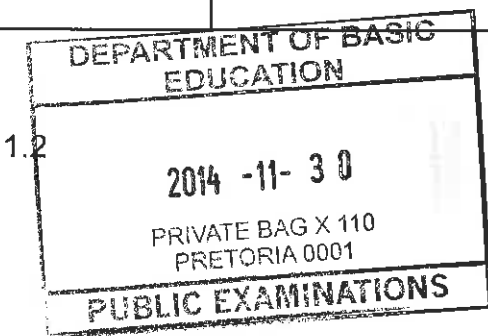 DEPARTMENT OF BASIC
EDUCATION
1.2
2014 -11- 30
PRIVATE BAG X 110
PRETORIA 0001
PUBLIC EXAMINATIONS